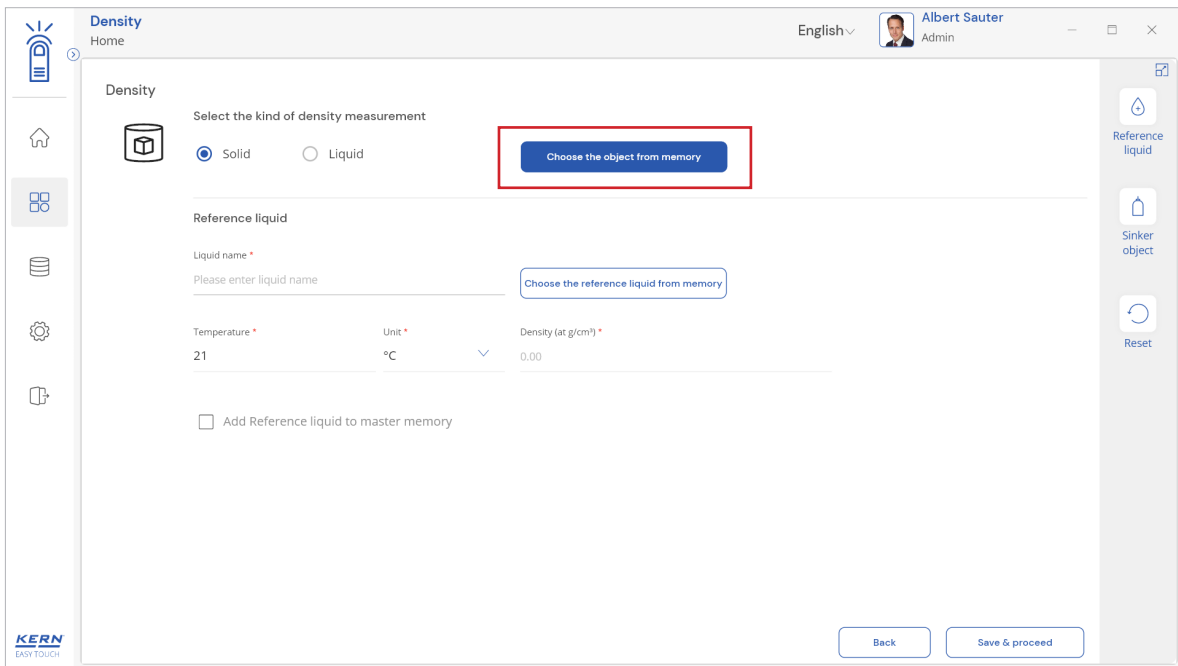 Density
Home
English
Albert Sauter
Admin
Density
Select the kind of density measurement
Solid
Liquid
Choose the object from memory
Reference liquid
Liquid name *
Please enter liquid name
Choose the reference liquid from memory
Temperature *
Unit *
Density (at g/cm³) *
21
°C
0.00
Add Reference liquid to master memory
Back
Save & proceed
Reference
liquid
Sinker
object
Reset
KERN
EASY TOUCH